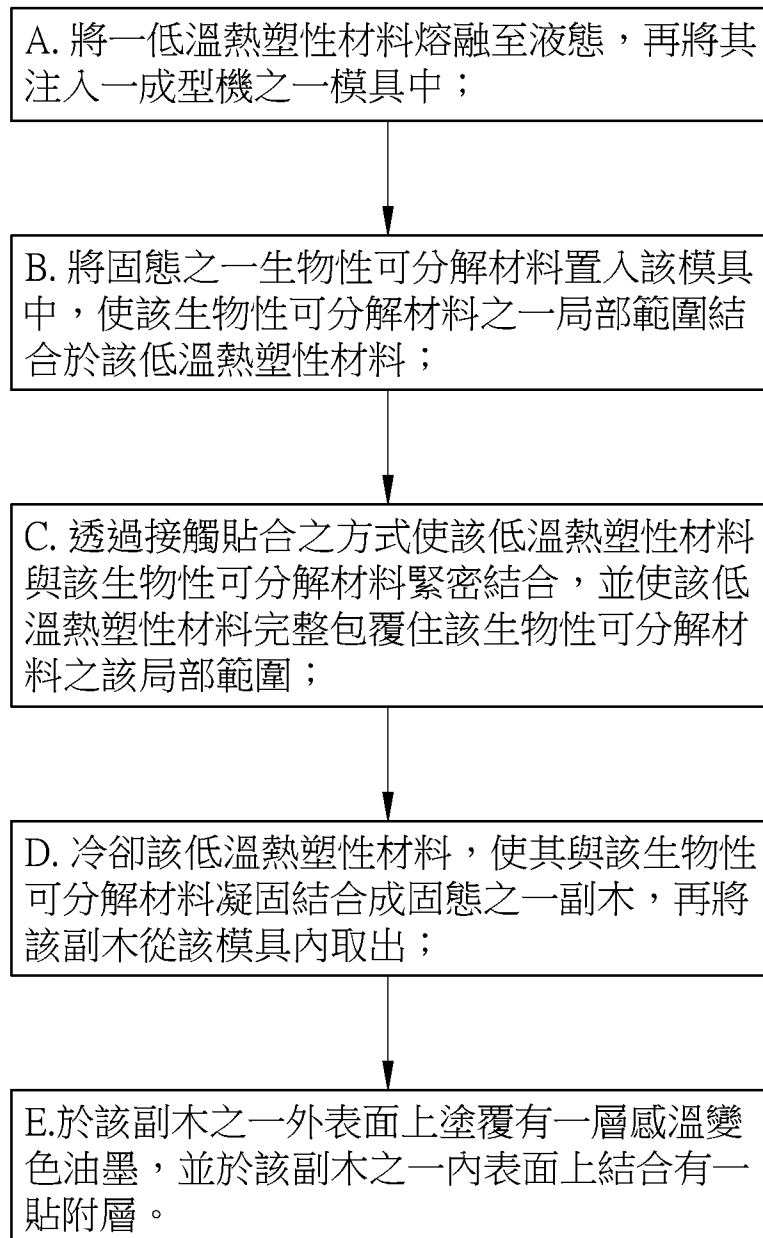 A. 將一低溫熱塑性材料熔融至液態，再將其
注入一成型機之一模具中；
B. 將固態之一生物性可分解材料置入該模具
中，使該生物性可分解材料之一局部範圍結
合於該低溫熱塑性材料；
C. 透過接觸貼合之方式使該低溫熱塑性材料
與該生物性可分解材料緊密結合，並使該低
溫熱塑性材料完整包覆住該生物性可分解材
料之該局部範圍；
D. 冷卻該低溫熱塑性材料，使其與該生物性
可分解材料凝固結合成固態之一副木，再將
該副木從該模具內取出；
E.於該副木之一外表面上塗覆有一層感溫變
色油墨，並於該副木之一內表面上結合有一
貼附層。